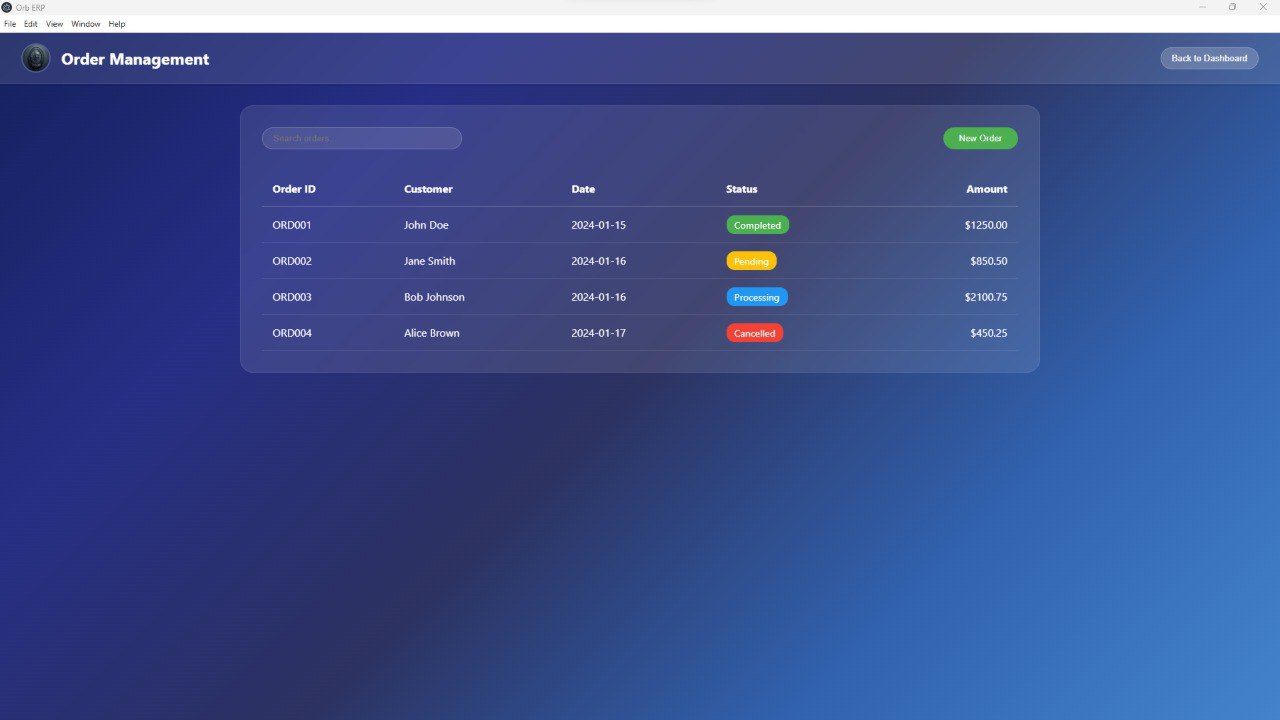 Orb ERP
File Edit View Window Help
Order Management
Back to Dashboard
Search orders...
New Order
Order ID Customer Date Status Amount
ORD001 John Doe 2024-01-15 Completed $1250.00
ORD002 Jane Smith 2024-01-16 Pending $850.50
ORD003 Bob Johnson 2024-01-16 Processing $2100.75
ORD004 Alice Brown 2024-01-17 Cancelled $450.25